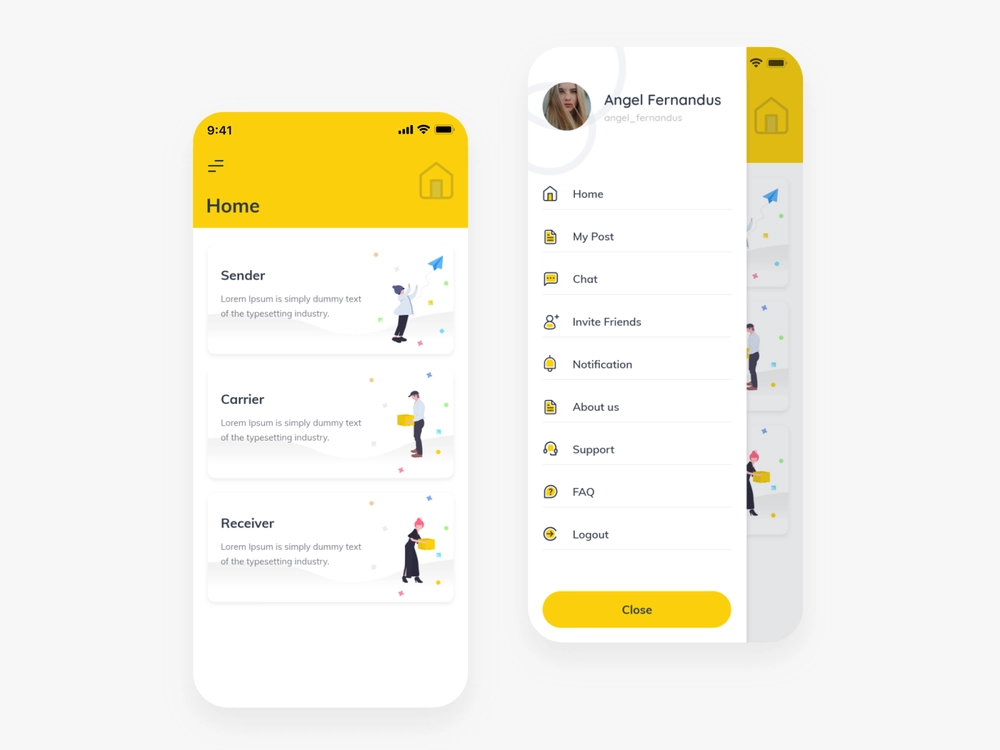 9:41
Home
Sender
Lorem Ipsum is simply dummy text
of the typesetting industry.
Carrier
Lorem Ipsum is simply dummy text
of the typesetting industry.
Receiver
Lorem Ipsum is simply dummy text
of the typesetting industry.
Angel Fernandus
angel_fernandus
Home
My Post
Chat
Invite Friends
Notification
About us
Support
FAQ
Logout
Close